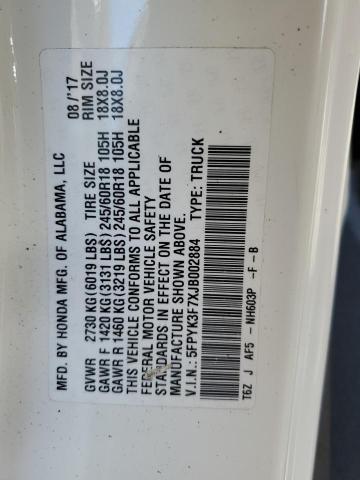 MFD. BY HONDA MFG. OF ALABAMA, LLC 08/'17
GVWR 2730 KG(6019 LBS) TIRE SIZE RIM SIZE
GAWR F 1420 KG(3131 LBS) 245/60R18 105H 18X8.0J
GAWR R 1460 KG(3219 LBS) 245/60R18 105H 18X8.0J
THIS VEHICLE CONFORMS TO ALL APPLICABLE
FEDERAL MOTOR VEHICLE SAFETY
STANDARDS IN EFFECT ON THE DATE OF
MANUFACTURE SHOWN ABOVE.
V.I.N.: 5FPYK3F7XJB002884 TYPE: TRUCK
T6Z J AF5 - NH603P -F - B